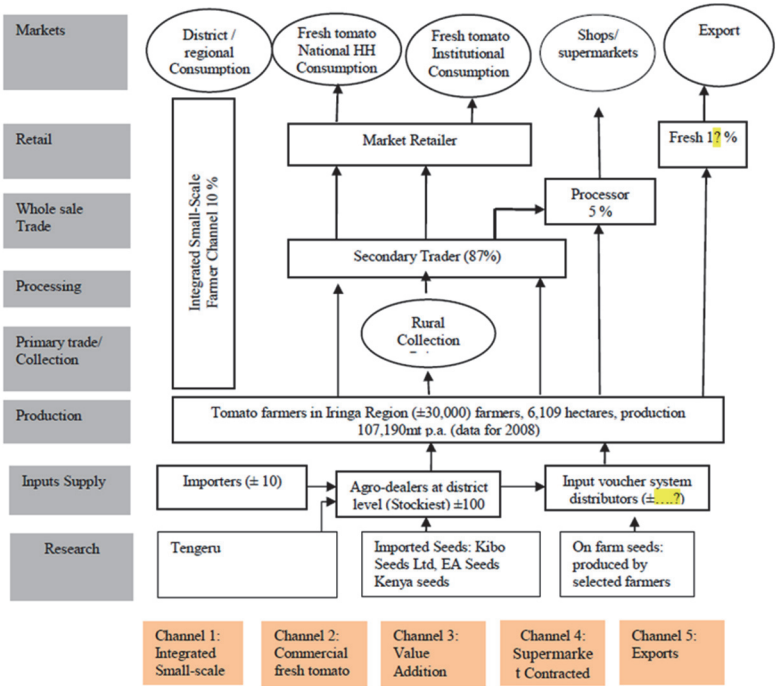 Markets
District /
regional
Consumption
Fresh tomato
National HH
Consumption
Fresh tomato
Institutional
Consumption
Shops/
supermarkets
Export
Retail
Market Retailer
Fresh 1? %
Integrated Small-Scale
Farmer Channel 10 %
Whole sale
Trade
Processor
5 %
Secondary Trader (87%)
Processing
Rural
Collection
Primary trade/
Collection
Production
Tomato farmers in Iringa Region (±30,000) farmers, 6,109 hectares, production
107,190mt p.a. (data for 2008)
Inputs Supply
Importers (± 10)
Agro-dealers at district
level (Stockiest) ±100
Input voucher system
distributors (±….?)
Research
Tengeru
Imported Seeds: Kibo
Seeds Ltd, EA Seeds
Kenya seeds
On farm seeds:
produced by
selected farmers
Channel 1:
Integrated
Small-scale
Channel 2:
Commercial
fresh tomato
Channel 3:
Value
Addition
Channel 4:
Supermarke
t Contracted
Channel 5:
Exports